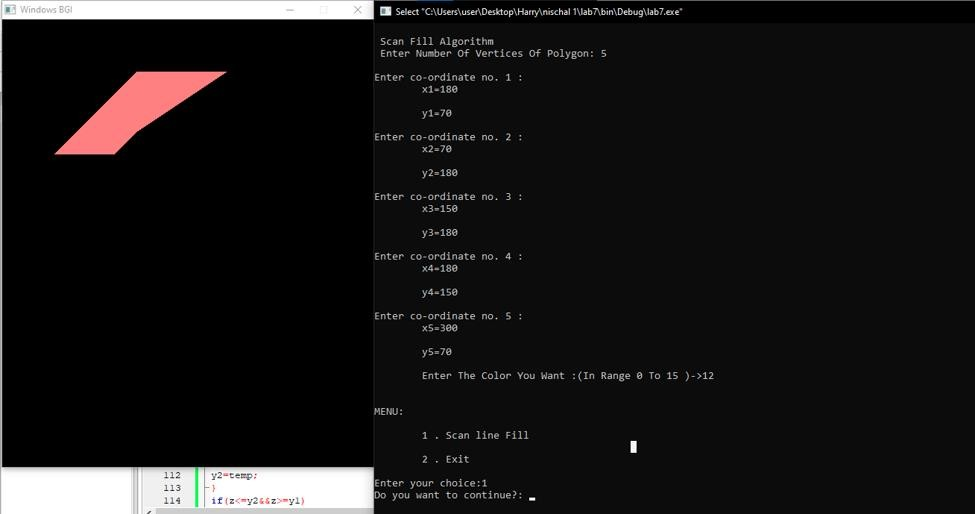 Windows BGI
Select "C:\Users\user\Desktop\Harry\nischal 1\lab7\bin\Debug\lab7.exe"
Scan Fill Algorithm
Enter Number Of Vertices Of Polygon: 5
Enter co-ordinate no. 1 :
x1=180
y1=70
Enter co-ordinate no. 2 :
x2=70
y2=180
Enter co-ordinate no. 3 :
x3=150
y3=180
Enter co-ordinate no. 4 :
x4=180
y4=150
Enter co-ordinate no. 5 :
x5=300
y5=70
Enter The Color You Want :(In Range 0 To 15 )->12
MENU:
1 . Scan line Fill
2 . Exit
Enter your choice:1
Do you want to continue?:
112 y2=temp;
113 }
114 if(z<=y2&&z>=y1)